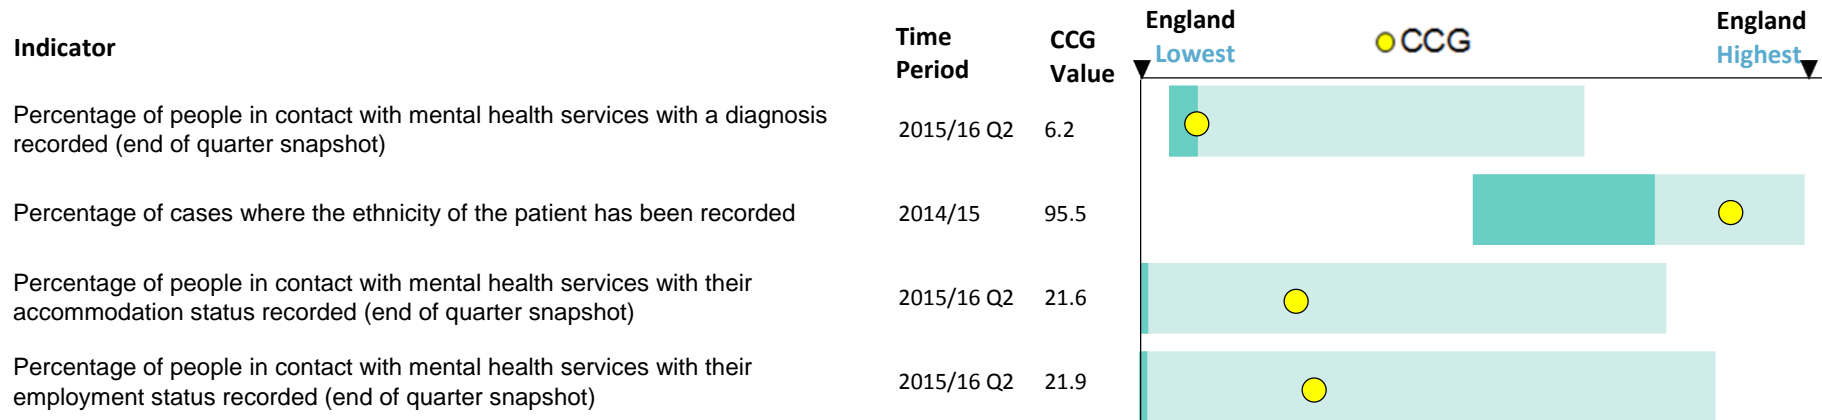 Indicator
Time
Period
CCG
Value
England
Lowest
CCG
England
Highest
Percentage of people in contact with mental health services with a diagnosis
recorded (end of quarter snapshot)
2015/16 Q2
6.2
Percentage of cases where the ethnicity of the patient has been recorded
2014/15
95.5
Percentage of people in contact with mental health services with their
accommodation status recorded (end of quarter snapshot)
2015/16 Q2
21.6
Percentage of people in contact with mental health services with their
employment status recorded (end of quarter snapshot)
2015/16 Q2
21.9